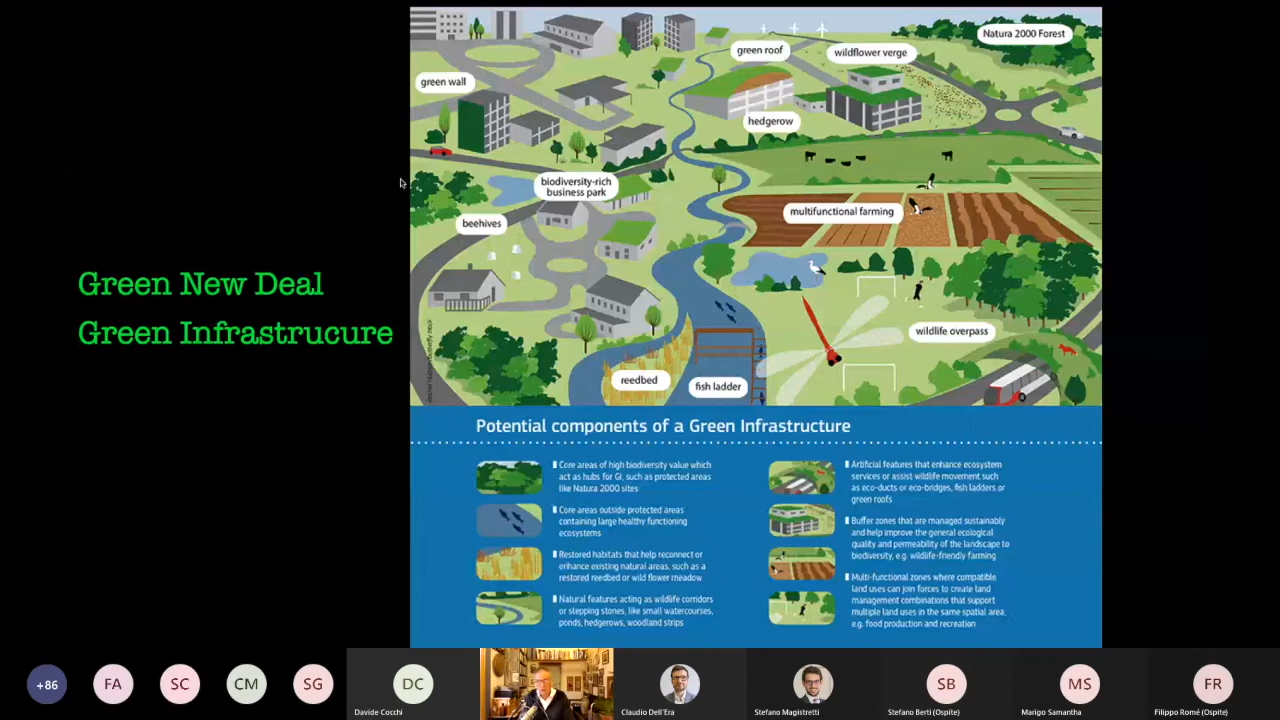 Natura 2000 Forest
green roof
wildflower verge
green wall
hedgerow
biodiversity-rich
business park
multifunctional farming
beehives
Green New Deal
Green Infrastrucure
wildlife overpass
reedbed
fish ladder
Potential components of a Green Infrastructure
Core areas of high biodiversity value which
act as hubs for GI, such as protected areas
like Natura 2000 sites
Core areas outside protected areas
containing large healthy functioning
ecosystems
Restored habitats that help reconnect or
enhance existing natural areas, such as a
restored reedbed or wild flower meadow
Natural features acting as wildlife corridors
or stepping stones, like small watercourses,
ponds, hedgerows, woodland strips
Artificial features that enhance ecosystem
services or assist wildlife movement such
as eco-ducts or eco-bridges, fish ladders or
green roofs
Buffer zones that are managed sustainably
and help improve the general ecological
quality and permeability of the landscape to
biodiversity, e.g. wildlife-friendly farming
Multi-functional zones where compatible
land uses can join forces to create land
management combinations that support
multiple land uses in the same spatial area,
e.g. food production and recreation
+86
FA
SC
CM
SG
DC
SB
MS
FR
Davide Cocchi
Claudio Dell'Era
Stefano Magistretti
Stefano Berti (Ospite)
Marigo Samantha
Filippo Romé (Ospite)